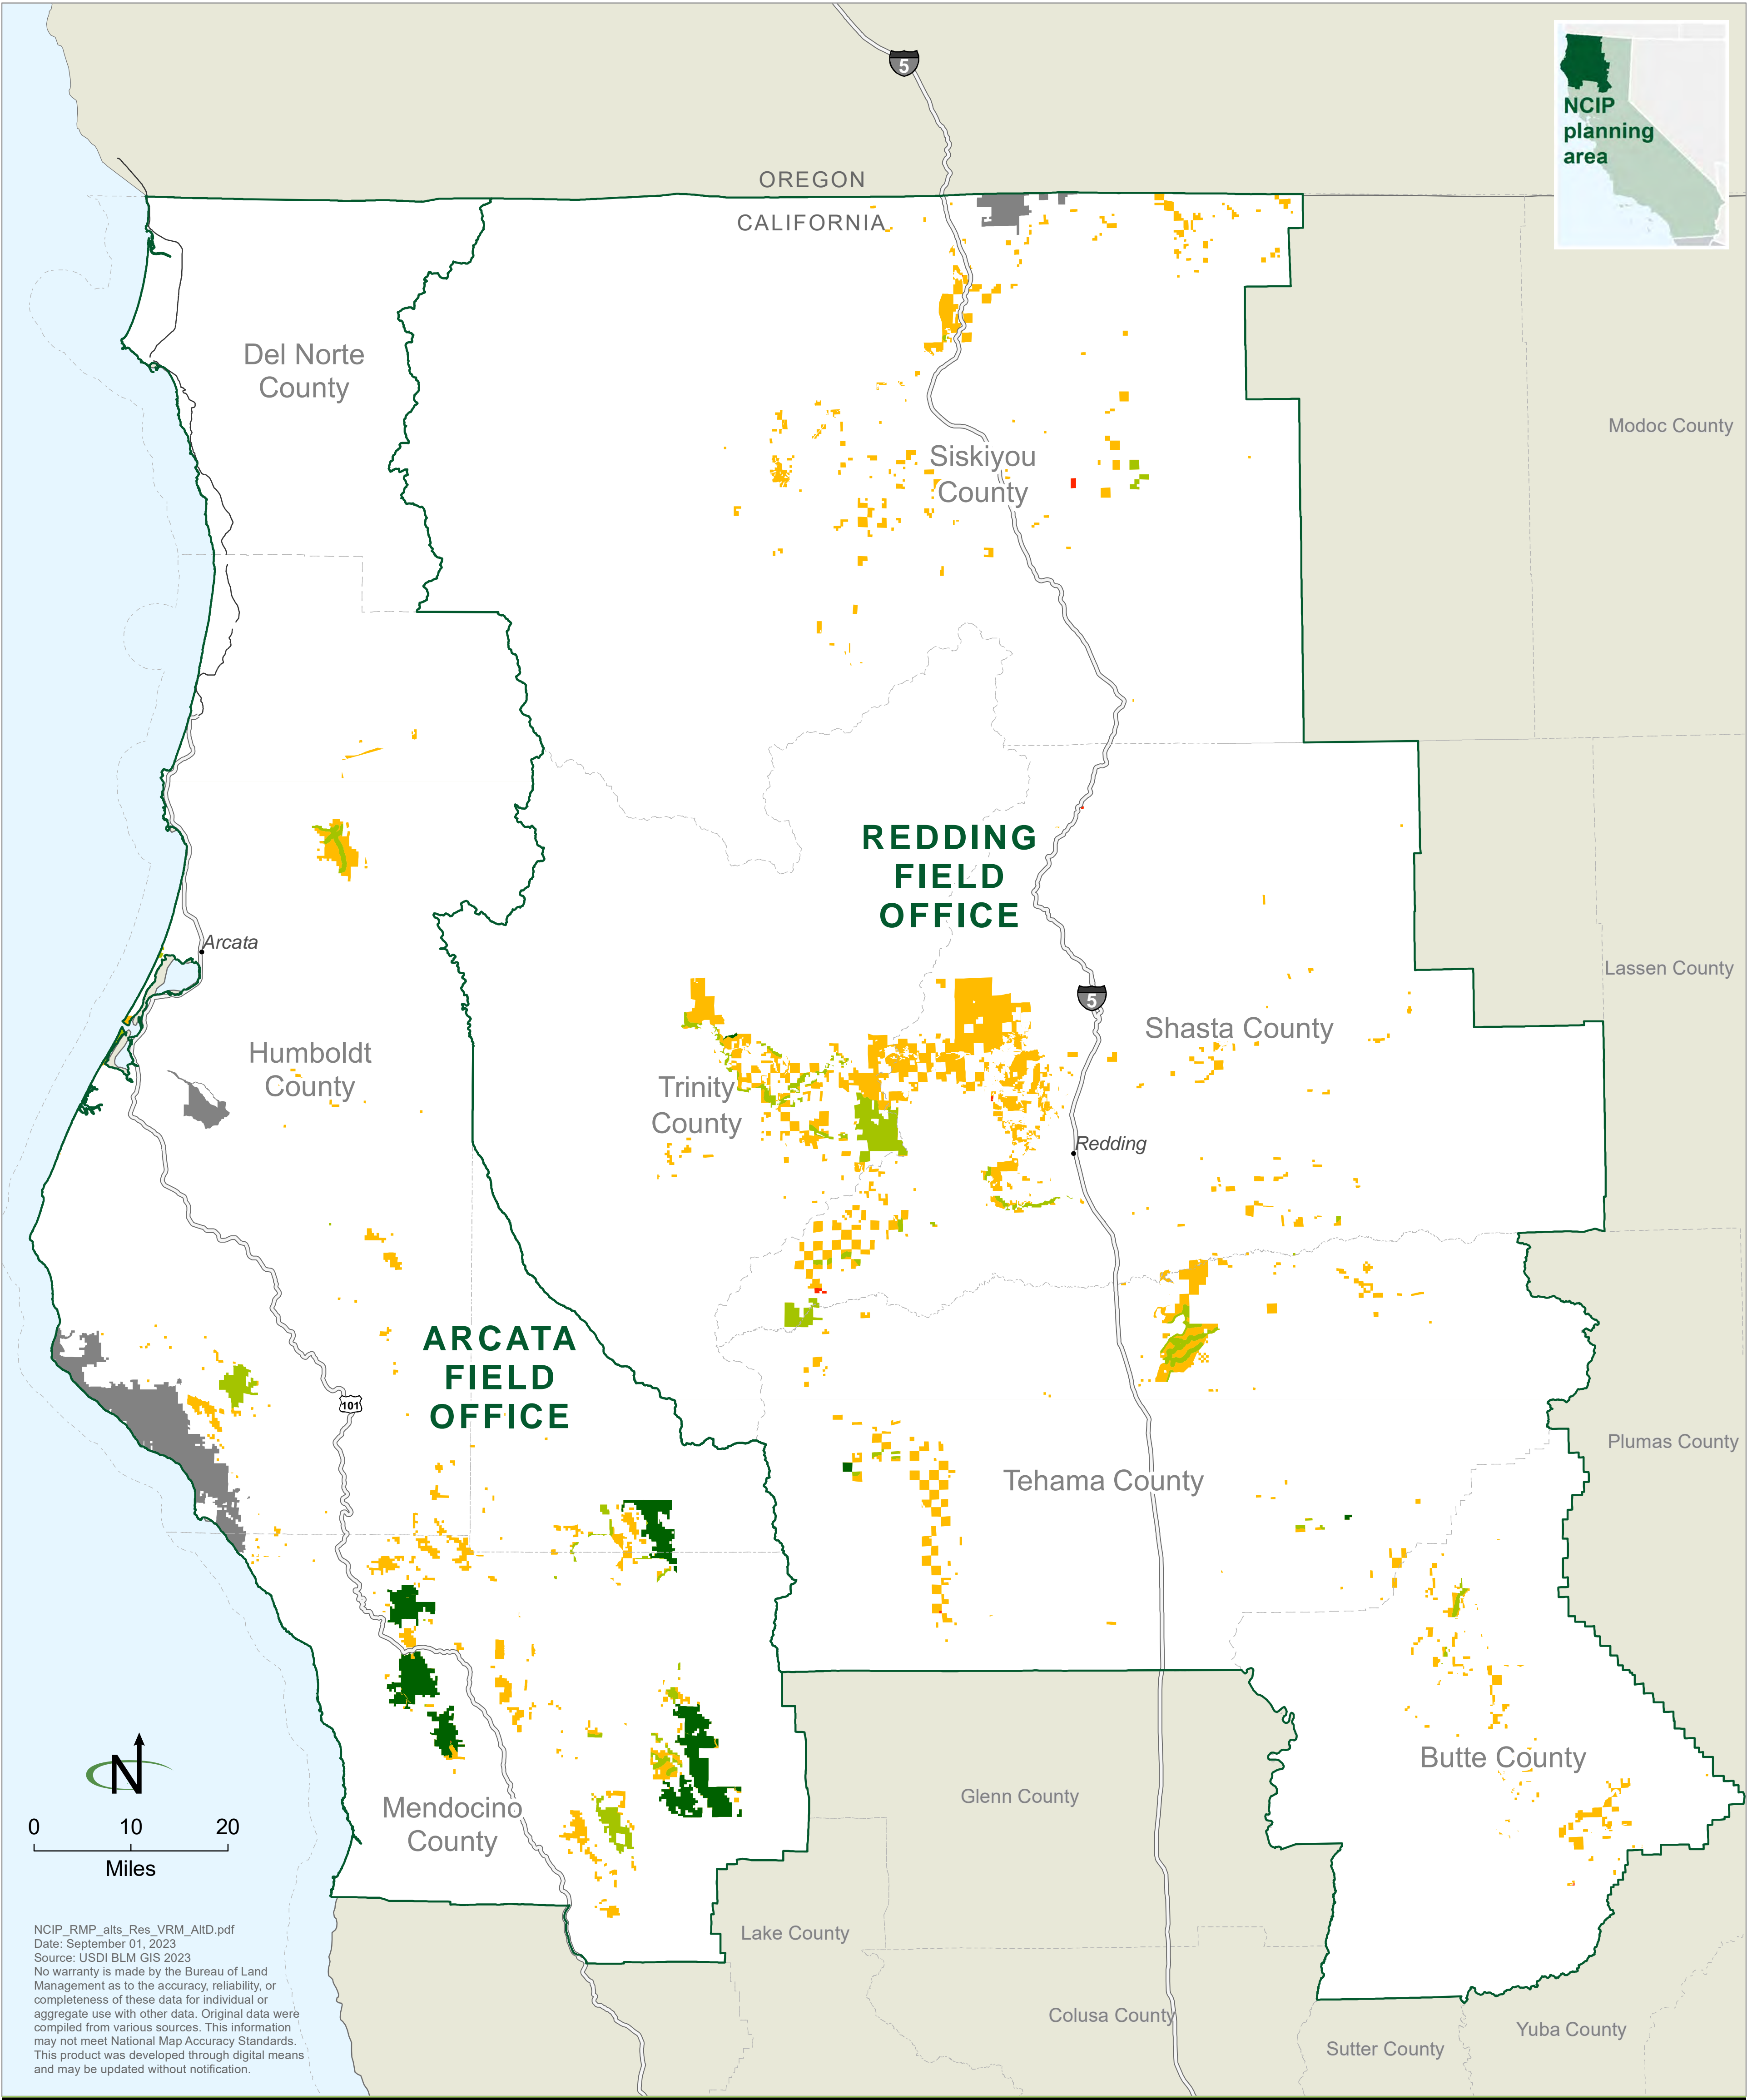 5
NCIP
planning
area
OREGON
CALIFORNIA
Del Norte
County
Modoc County
Siskiyou
County
REDDING
FIELD
OFFICE
Arcata
Lassen County
5
Shasta County
Humboldt
County
Trinity
County
Redding
ARCATA
FIELD
OFFICE
101
Plumas County
Tehama County
Butte County
N
Glenn County
Mendocino
County
0 10 20
Miles
Lake County
NCIP_RMP_alts_Res_VRM_AltD.pdf
Date: September 01, 2023
Source: USDI BLM GIS 2023
No warranty is made by the Bureau of Land
Management as to the accuracy, reliability, or
completeness of these data for individual or
aggregate use with other data. Original data were
compiled from various sources. This information
may not meet National Map Accuracy Standards.
This product was developed through digital means
and may be updated without notification.
Colusa County
Yuba County
Sutter County